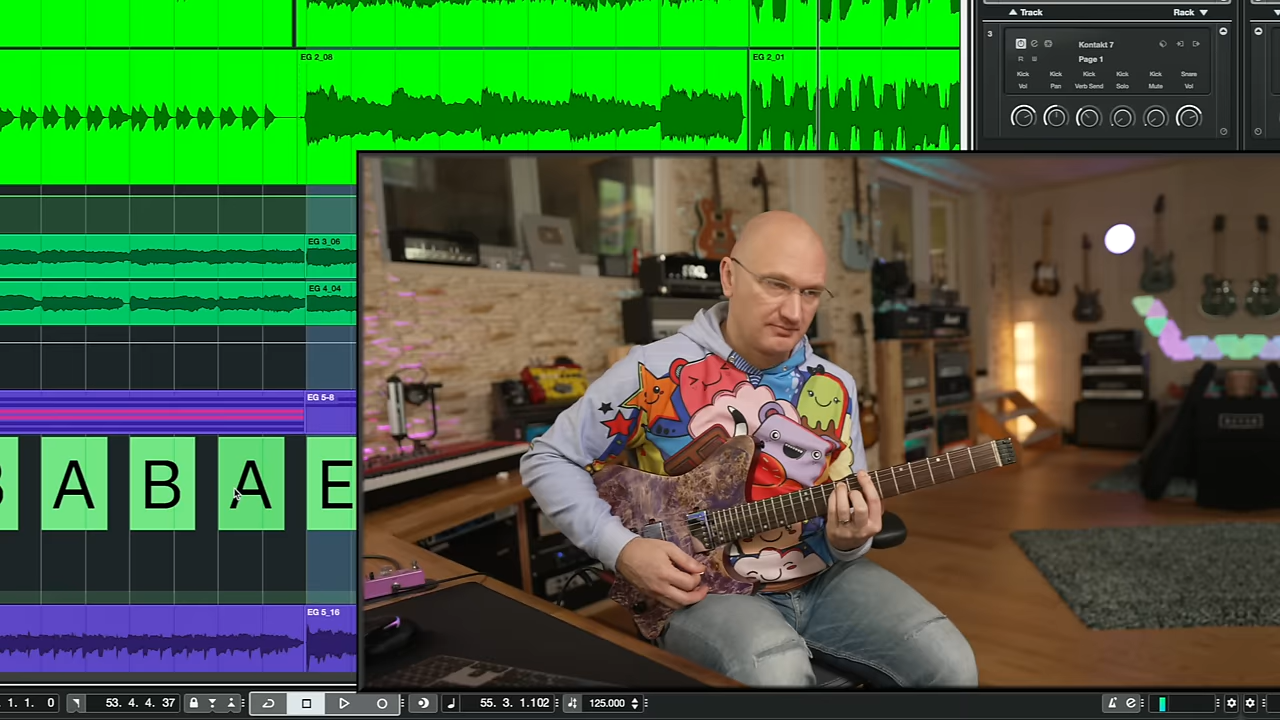 Track
Rack
EG 2_08
EG 2_01
3
Kontakt 7
R W
Page 1
Kick Kick Kick Kick Kick Snare
Vol Pan Verb Send Solo Mute Vol
EG 3_06
EG 4_04
EG 5-8
A B A E
EG 5_16
1. 1. 0
53. 4. 4. 37
55. 3. 1.102
125.000